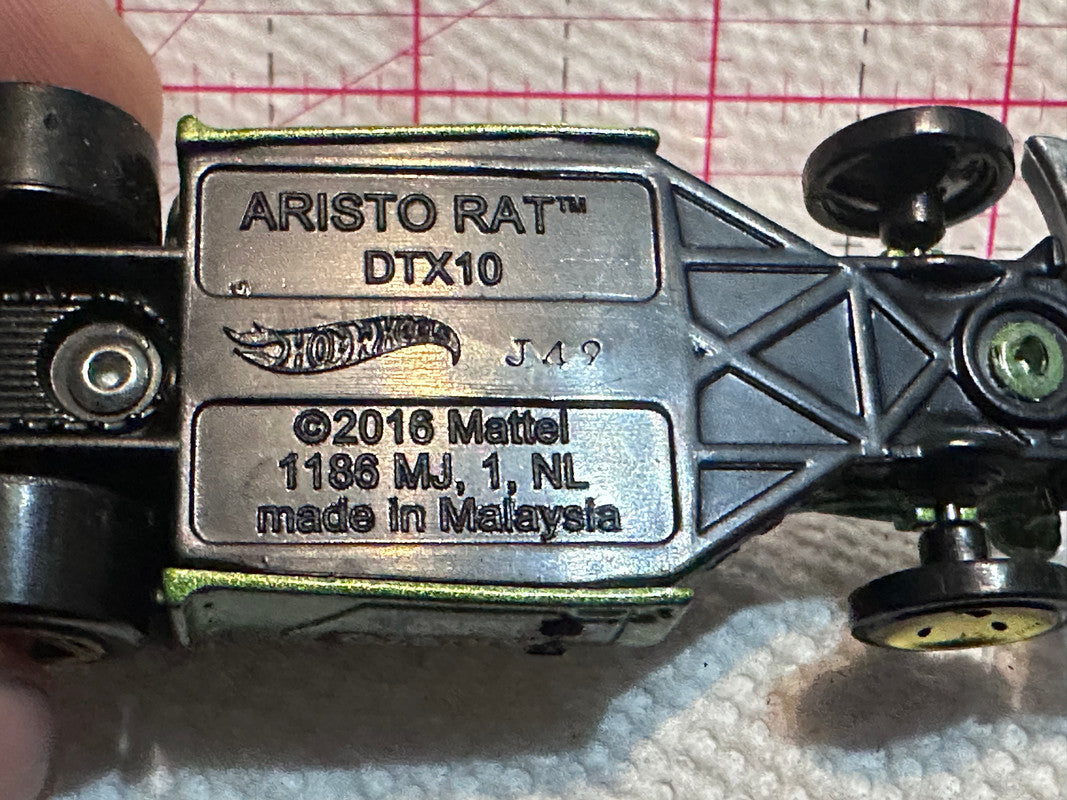 ARISTO RAT™
DTX10
HOT WHEELS J49
©2016 Mattel
1186 MJ, 1, NL
made in Malaysia